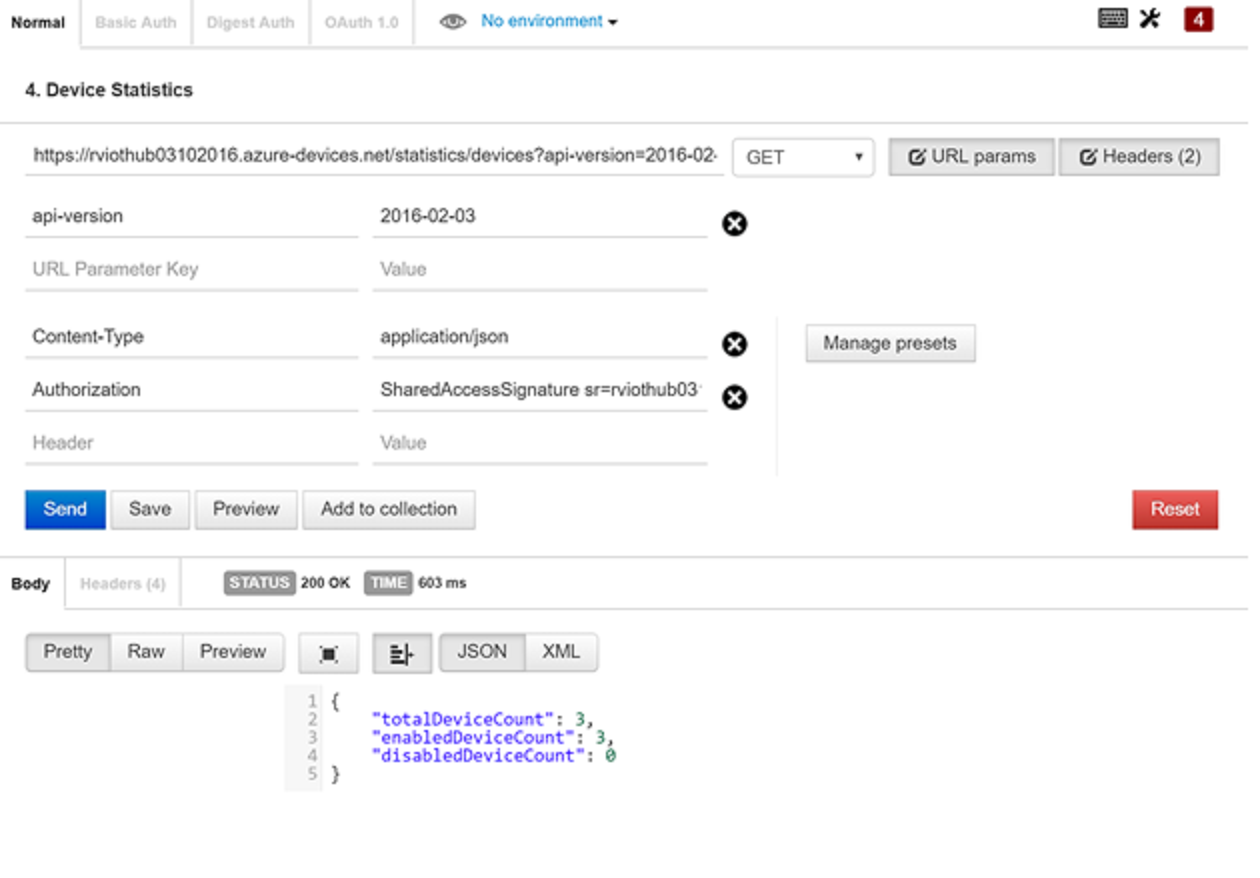 Normal Basic Auth Digest Auth OAuth 1.0 No environment 4
4. Device Statistics
https://rviothub03102016.azure-devices.net/statistics/devices?api-version=2016-02- GET URL params Headers (2)
api-version 2016-02-03
URL Parameter Key Value
Content-Type application/json Manage presets
Authorization SharedAccessSignature sr=rviothub03
Header Value
Send Save Preview Add to collection Reset
Body Headers (4) STATUS 200 OK TIME 603 ms
Pretty Raw Preview JSON XML
1 {
2 "totalDeviceCount": 3,
3 "enabledDeviceCount": 3,
4 "disabledDeviceCount": 0
5 }